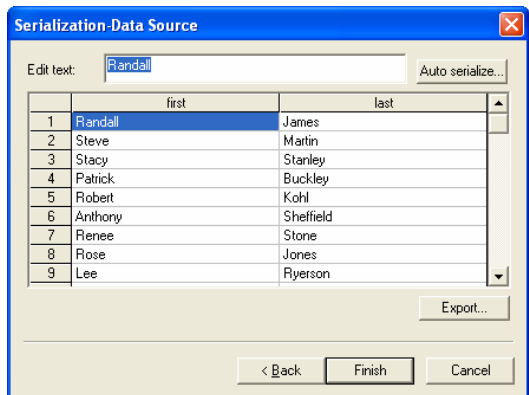 Serialization-Data Source
Edit text: Randall Auto serialize...
first last
1 Randall James
2 Steve Martin
3 Stacy Stanley
4 Patrick Buckley
5 Robert Kohl
6 Anthony Sheffield
7 Renee Stone
8 Rose Jones
9 Lee Ryerson
Export...
< Back Finish Cancel